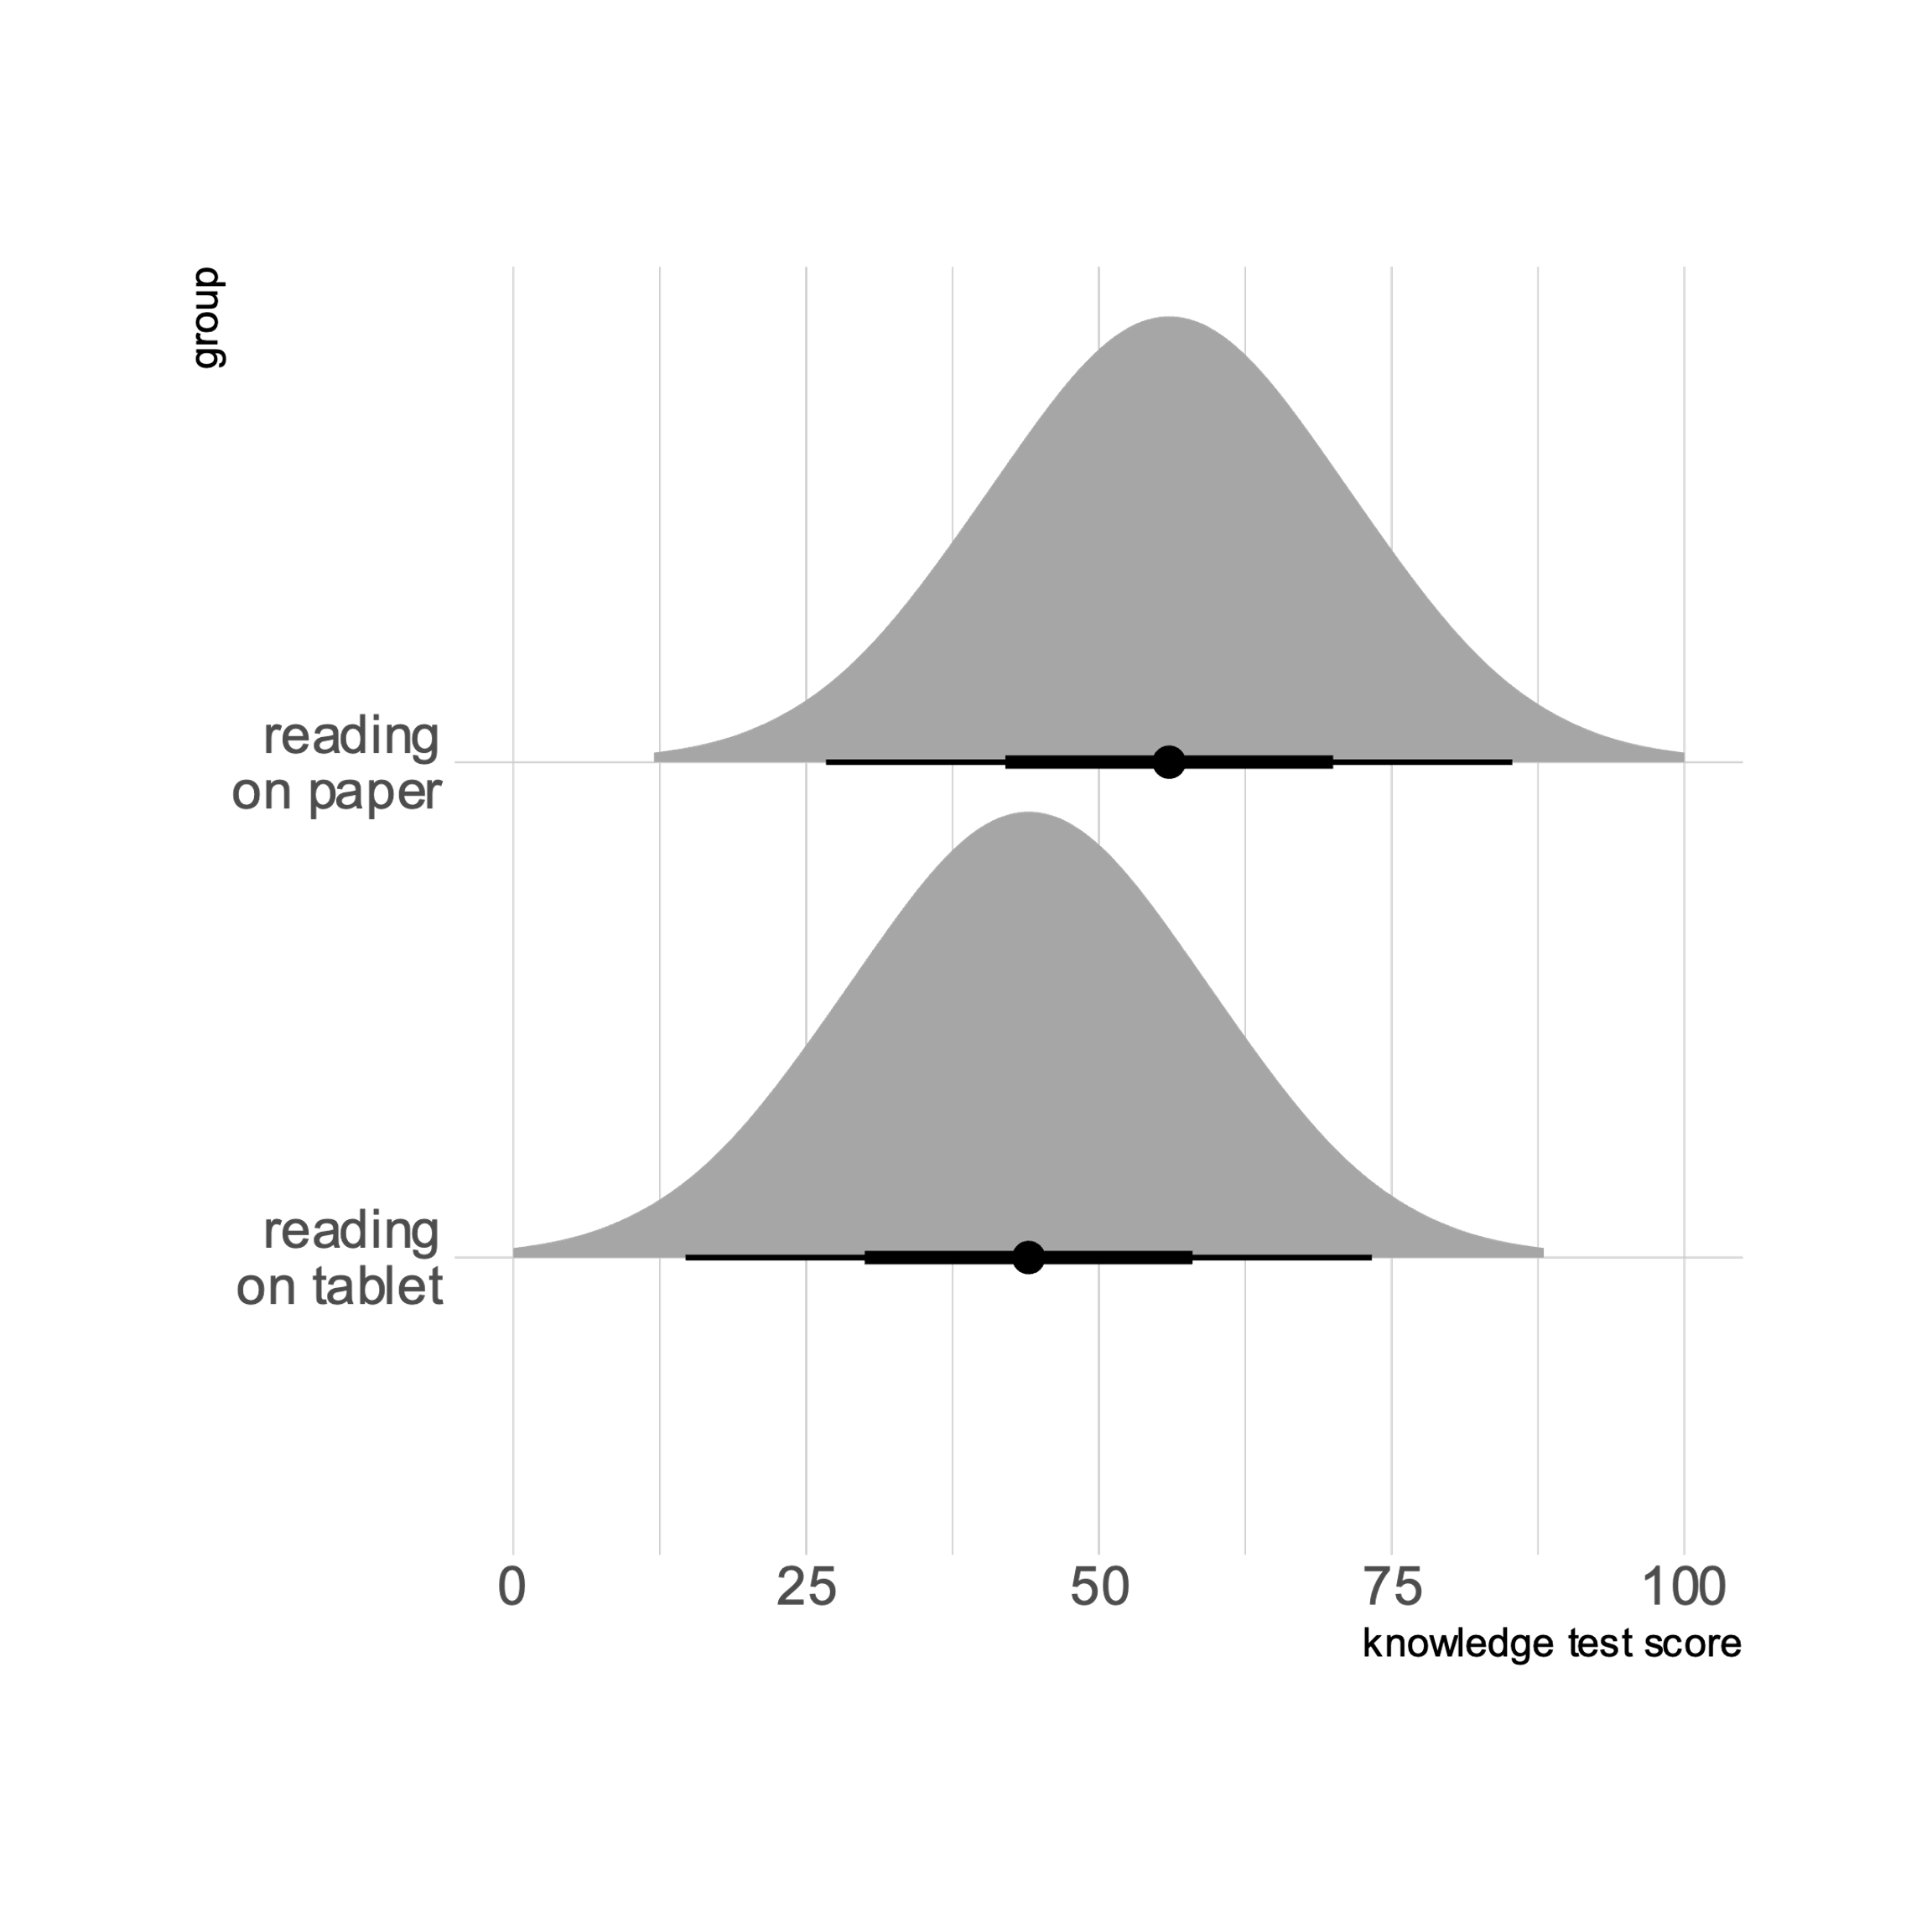 group
reading
on paper
reading
on tablet
0 25 50 75 100
knowledge test score